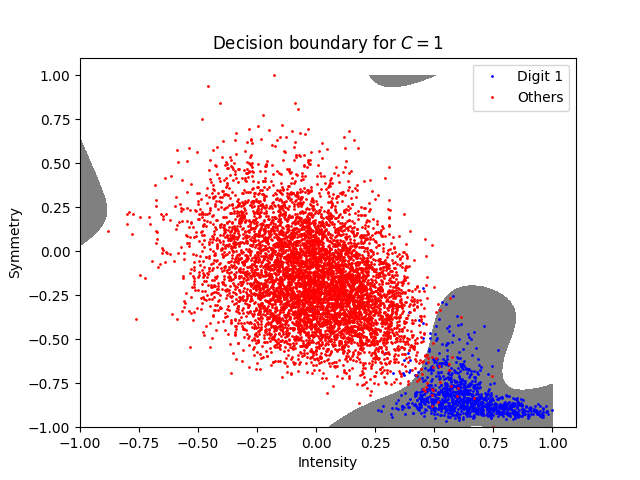 Decision boundary for C = 1
Digit 1
Others
Symmetry
1.00
0.75
0.50
0.25
0.00
−0.25
−0.50
−0.75
−1.00
−1.00 −0.75 −0.50 −0.25 0.00 0.25 0.50 0.75 1.00
Intensity